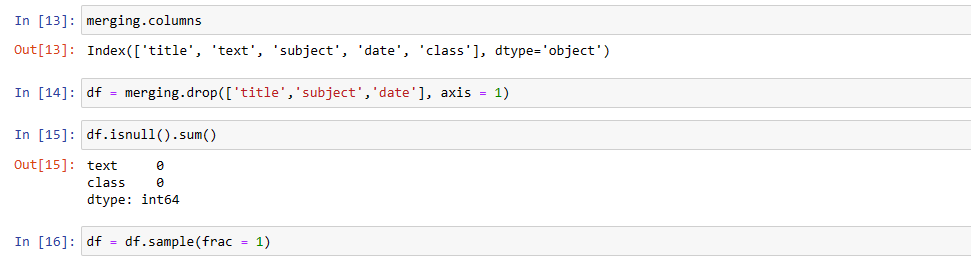 In [13]: merging.columns
Out[13]: Index(['title', 'text', 'subject', 'date', 'class'], dtype='object')
In [14]: df = merging.drop(['title','subject','date'], axis = 1)
In [15]: df.isnull().sum()
Out[15]: text     0
class    0
dtype: int64
In [16]: df = df.sample(frac = 1)